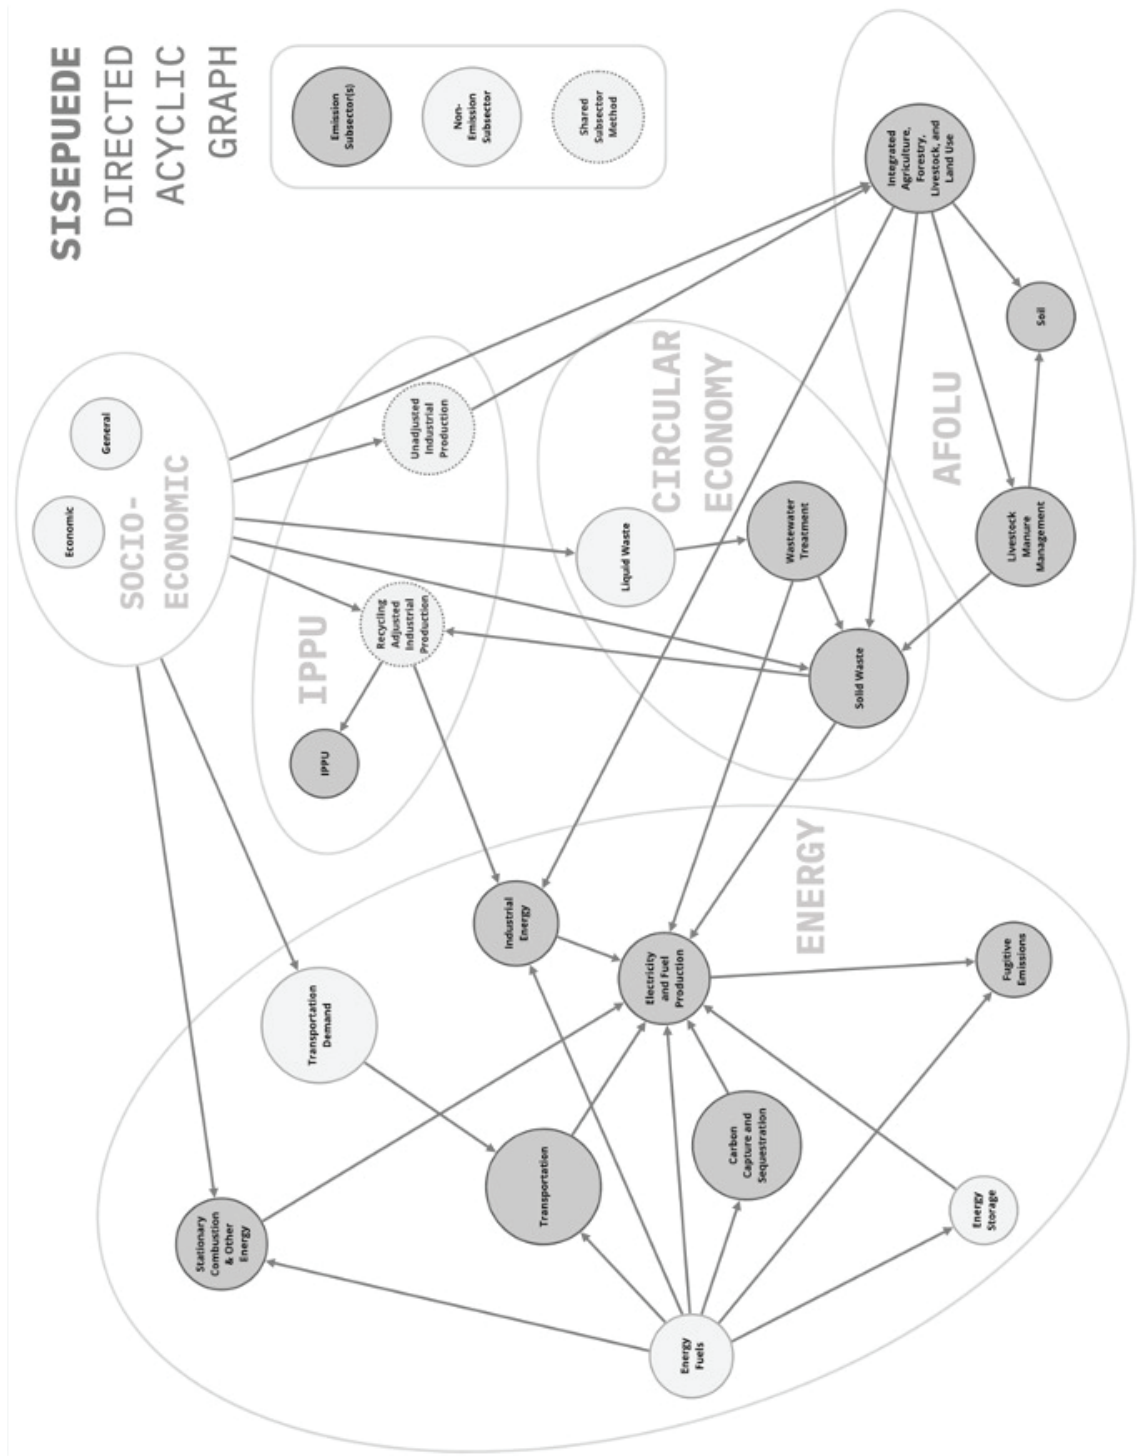 SISEPUEDE
DIRECTED
ACYCLIC
GRAPH
Emission
Subsector(s)
Non-
Emission
Subsector
Shared
Subsector
Method
Economic
General
SOCIO-
ECONOMIC
Stationary
Combustion
& Other
Energy
Transportation
Demand
IPPU
IPPU
Recycling
Adjusted
Industrial
Production
Unadjusted
Industrial
Production
Transportation
Industrial
Energy
Liquid Waste
CIRCULAR
ECONOMY
Energy
Fuels
Carbon
Capture and
Sequestration
Electricity
and Fuel
Production
Wastewater
Treatment
ENERGY
Solid Waste
Integrated
Agriculture,
Forestry,
Livestock, and
Land Use
AFOLU
Energy
Storage
Fugitive
Emissions
Livestock
Manure
Management
Soil